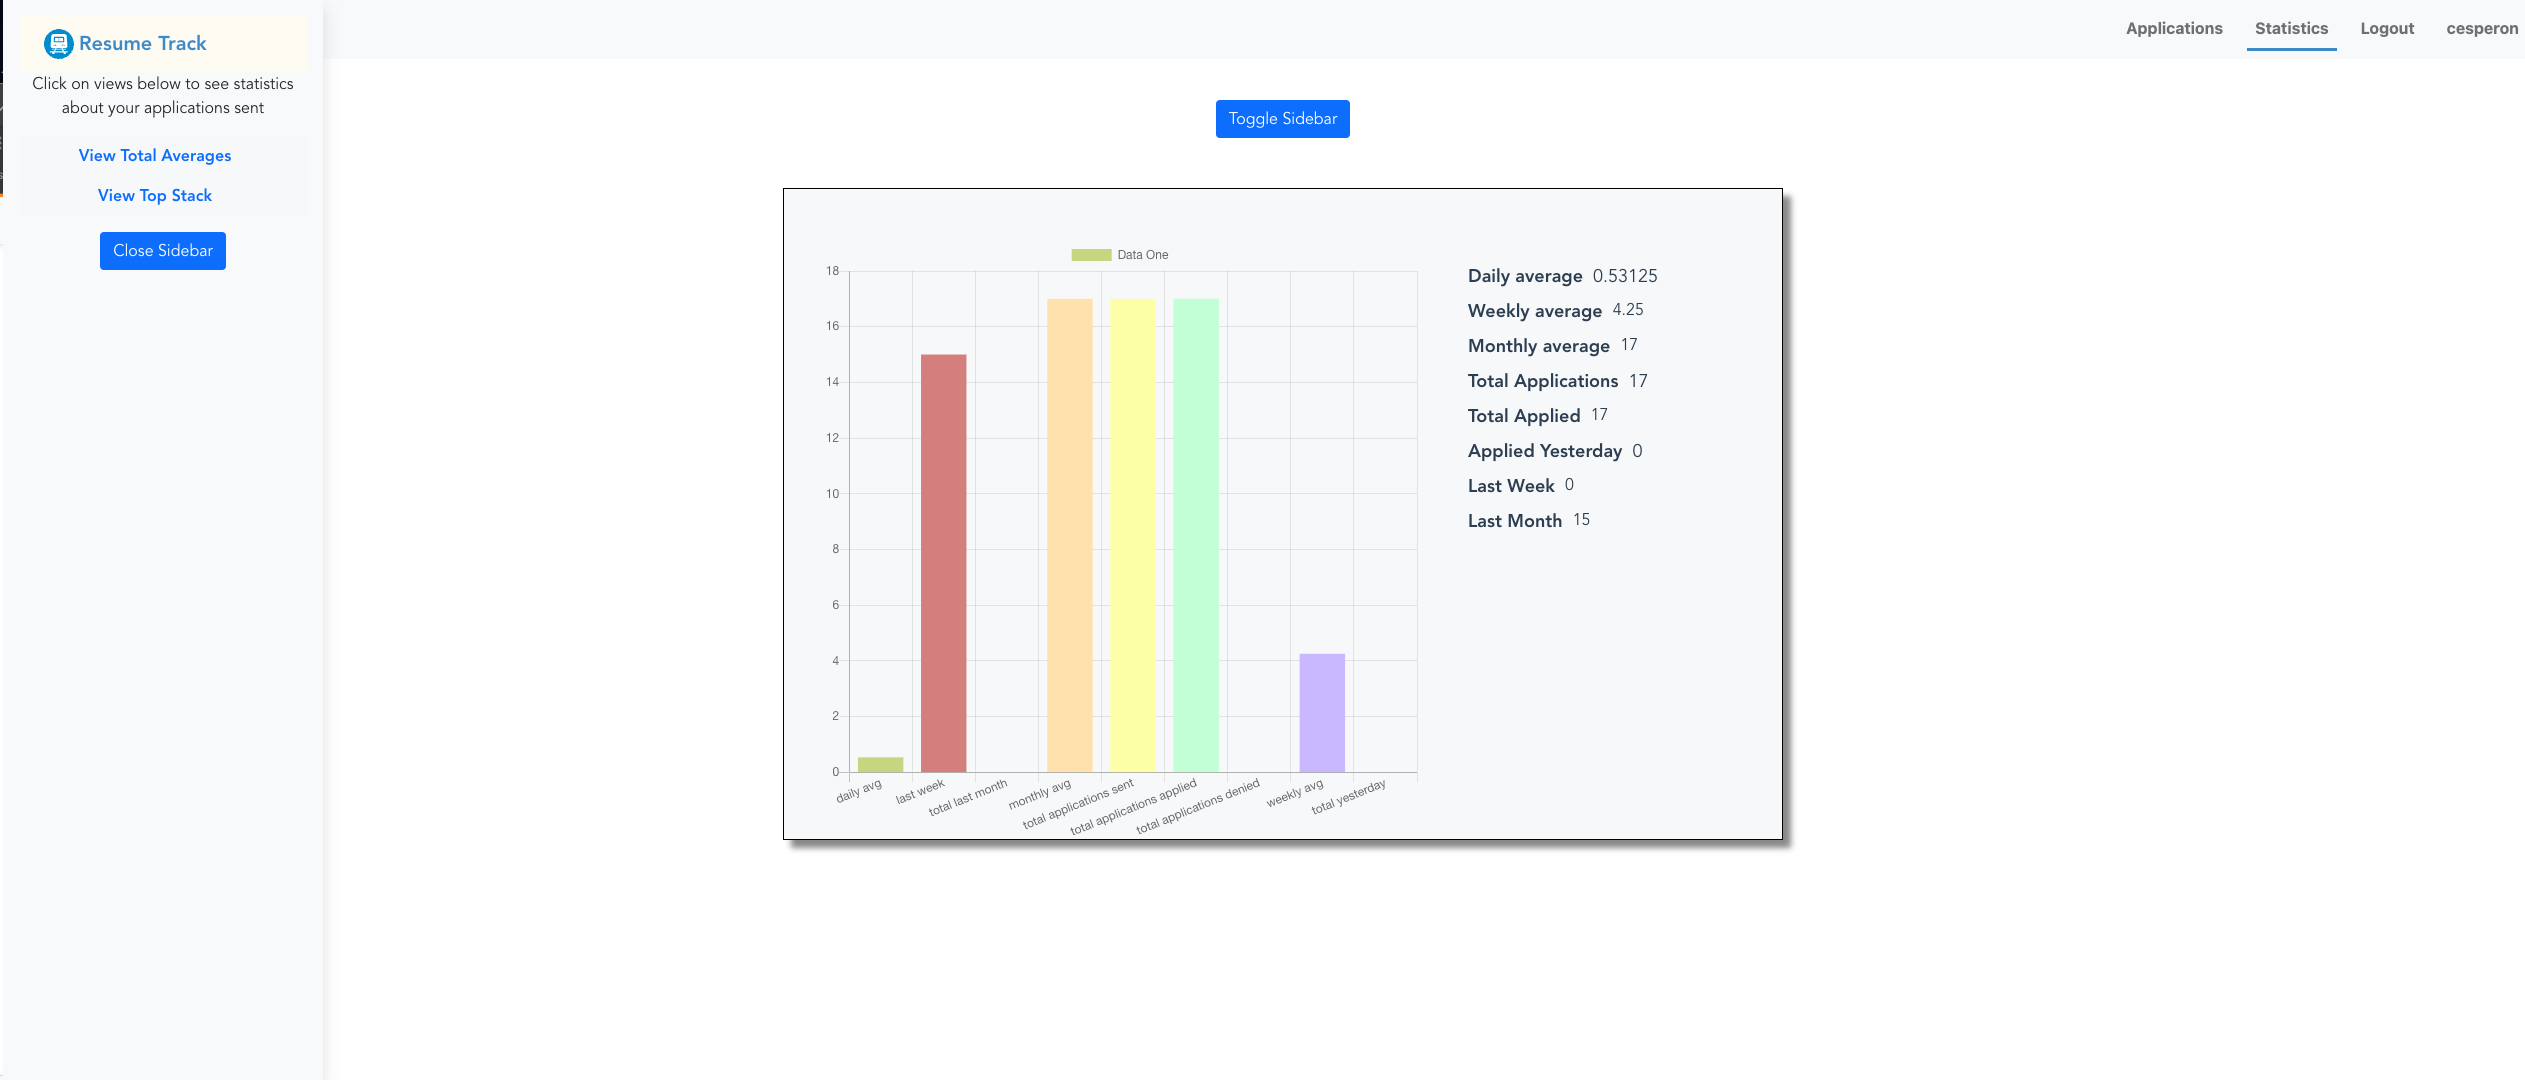 Resume Track
Click on views below to see statistics
about your applications sent
View Total Averages
View Top Stack
Close Sidebar
Applications Statistics Logout cesperon
Toggle Sidebar
Data One
18
16
14
12
10
8
6
4
2
0
daily avg
last week
total last month
monthly avg
total applications sent
total applications applied
total applications denied
weekly avg
total yesterday
Daily average 0.53125
Weekly average 4.25
Monthly average 17
Total Applications 17
Total Applied 17
Applied Yesterday 0
Last Week 0
Last Month 15